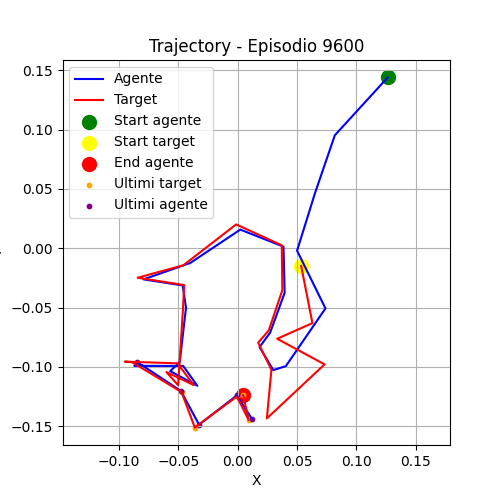 Trajectory - Episodio 9600
Agente
Target
Start agente
Start target
End agente
Ultimi target
Ultimi agente
0.15
0.10
0.05
0.00
−0.05
−0.10
−0.15
−0.10
−0.05
0.00
0.05
0.10
0.15
X